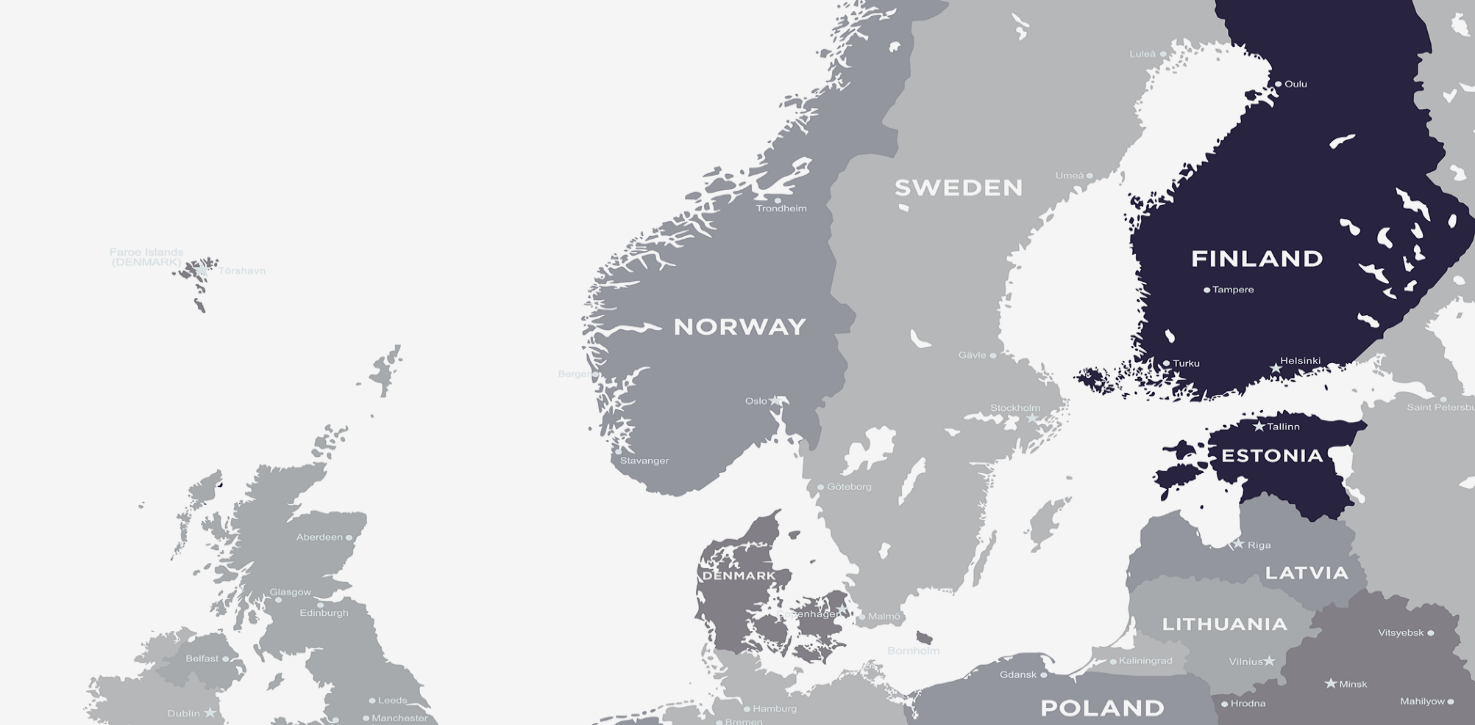 Luleå
Oulu
Umeå
SWEDEN
Trondheim
Faroe Islands
(DENMARK)
Tórshavn
FINLAND
Tampere
NORWAY
Gävle
Turku
Helsinki
Bergen
Oslo
Stockholm
Saint Petersbu
Tallinn
ESTONIA
Stavanger
Göteborg
Aberdeen
Riga
LATVIA
DENMARK
Glasgow
Edinburgh
openhagen
Malmö
LITHUANIA
Vitsyebsk
Bornholm
Belfast
Kaliningrad
Vilnius
Gdansk
Minsk
Leeds
Hrodna
Mahilyow
Dublin
Hamburg
POLAND
Manchester
Bremen